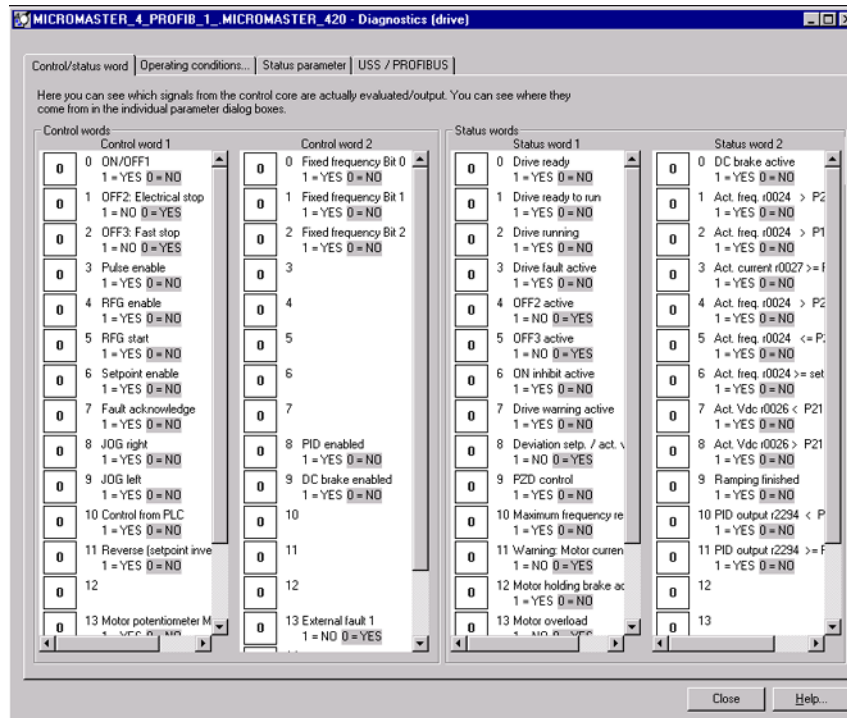 MICROMASTER_4_PROFIB_1_.MICROMASTER_420 - Diagnostics (drive)
Control/status word
Operating conditions...
Status parameter
USS / PROFIBUS
Here you can see which signals from the control core are actually evaluated/output. You can see where they
come from in the individual parameter dialog boxes.
Control words
Control word 1
0 0 ON/OFF1
1 = YES 0 = NO
0 1 OFF2: Electrical stop
1 = NO 0 = YES
0 2 OFF3: Fast stop
1 = NO 0 = YES
0 3 Pulse enable
1 = YES 0 = NO
0 4 RFG enable
1 = YES 0 = NO
0 5 RFG start
1 = YES 0 = NO
0 6 Setpoint enable
1 = YES 0 = NO
0 7 Fault acknowledge
1 = YES 0 = NO
0 8 JOG right
1 = YES 0 = NO
0 9 JOG left
1 = YES 0 = NO
0 10 Control from PLC
1 = YES 0 = NO
0 11 Reverse (setpoint inve
1 = YES 0 = NO
0 12
0 13 Motor potentiometer M
1 = YES 0 = NO
Control word 2
0 0 Fixed frequency Bit 0
1 = YES 0 = NO
0 1 Fixed frequency Bit 1
1 = YES 0 = NO
0 2 Fixed frequency Bit 2
1 = YES 0 = NO
0 3
0 4
0 5
0 6
0 7
0 8 PID enabled
1 = YES 0 = NO
0 9 DC brake enabled
1 = YES 0 = NO
0 10
0 11
0 12
0 13 External fault 1
1 = NO 0 = YES
Status words
Status word 1
0 0 Drive ready
1 = YES 0 = NO
0 1 Drive ready to run
1 = YES 0 = NO
0 2 Drive running
1 = YES 0 = NO
0 3 Drive fault active
1 = YES 0 = NO
0 4 OFF2 active
1 = NO 0 = YES
0 5 OFF3 active
1 = NO 0 = YES
0 6 ON inhibit active
1 = YES 0 = NO
0 7 Drive warning active
1 = YES 0 = NO
0 8 Deviation setp. / act. v
1 = NO 0 = YES
0 9 PZD control
1 = YES 0 = NO
0 10 Maximum frequency re
1 = YES 0 = NO
0 11 Warning: Motor curren
1 = NO 0 = YES
0 12 Motor holding brake ac
1 = YES 0 = NO
0 13 Motor overload
1 = NO 0 = YES
Status word 2
0 0 DC brake active
1 = YES 0 = NO
0 1 Act. freq. r0024 > P2
1 = YES 0 = NO
0 2 Act. freq. r0024 > P1
1 = YES 0 = NO
0 3 Act. current r0027 >=
1 = YES 0 = NO
0 4 Act. freq. r0024 > P2
1 = YES 0 = NO
0 5 Act. freq. r0024 <= P2
1 = YES 0 = NO
0 6 Act. freq. r0024 >= set
1 = YES 0 = NO
0 7 Act. Vdc r0026 < P21
1 = YES 0 = NO
0 8 Act. Vdc r0026 > P21
1 = YES 0 = NO
0 9 Ramping finished
1 = YES 0 = NO
0 10 PID output r2294 < P
1 = YES 0 = NO
0 11 PID output r2294 >=
1 = YES 0 = NO
0 12
0 13
Close
Help...